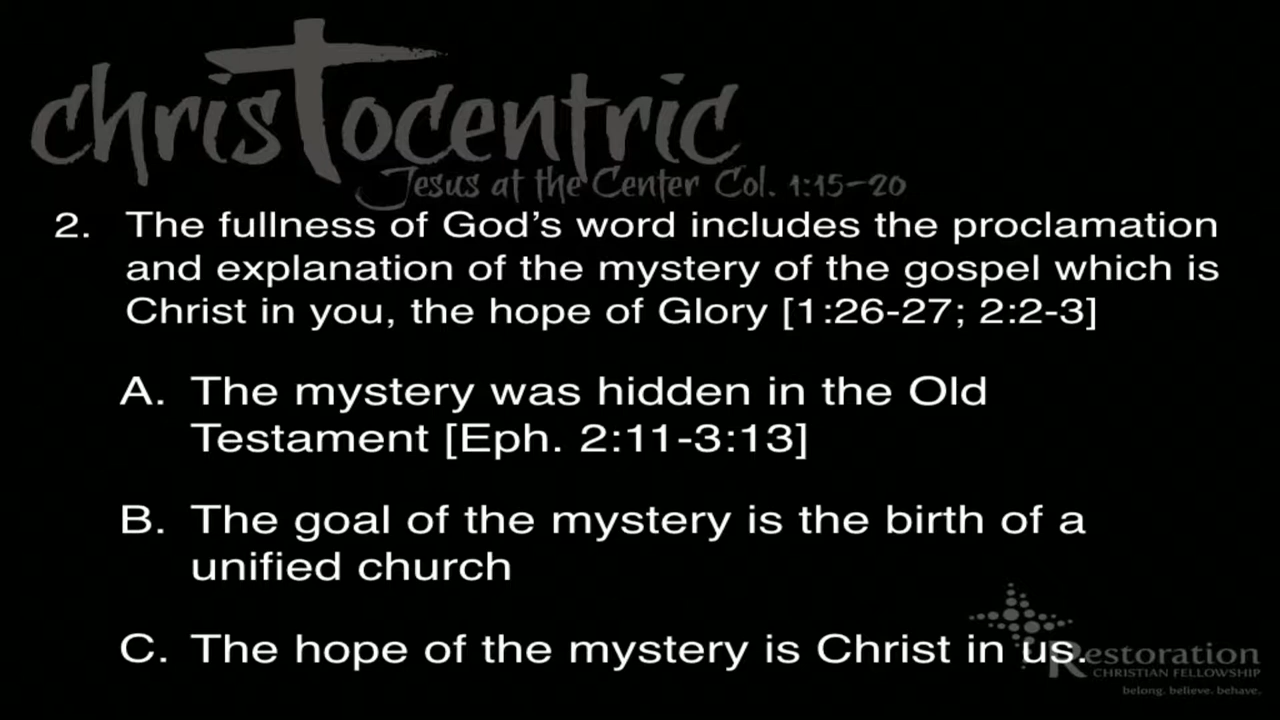 chrisTocentric
Jesus at the Center Col. 1:15-20
2. The fullness of God's word includes the proclamation
and explanation of the mystery of the gospel which is
Christ in you, the hope of Glory [1:26-27; 2:2-3]
A. The mystery was hidden in the Old
Testament [Eph. 2:11-3:13]
B. The goal of the mystery is the birth of a
unified church
C. The hope of the mystery is Christ in us.
Restoration
CHRISTIAN FELLOWSHIP
belong. believe. behave.